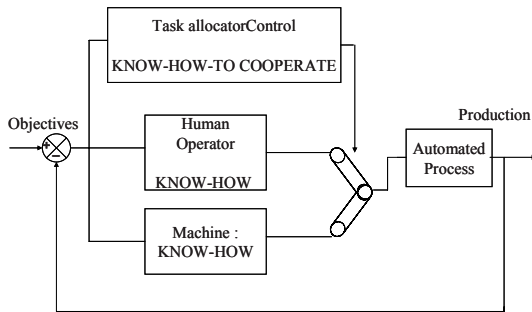 Task allocatorControl
KNOW-HOW-TO COOPERATE
Objectives
+
−
Human
Operator
KNOW-HOW
Machine :
KNOW-HOW
Production
Automated
Process